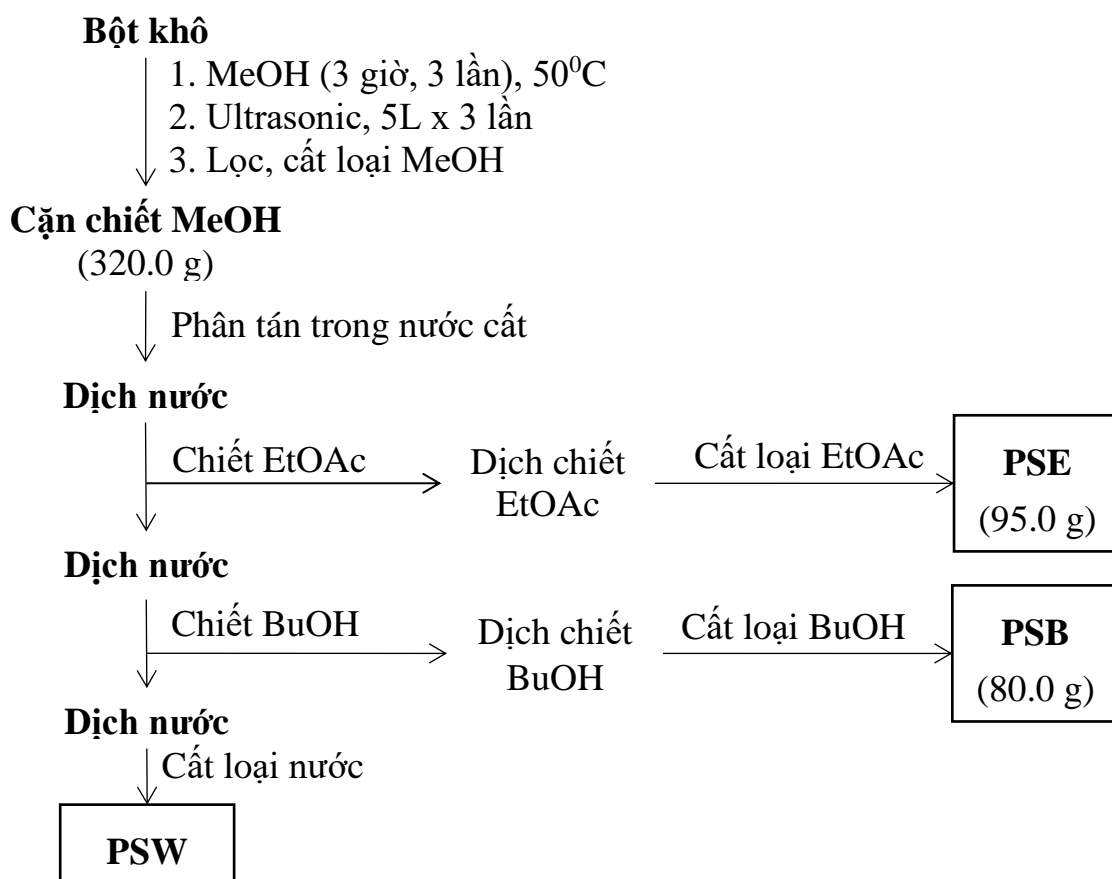 Bột khô
1. MeOH (3 giờ, 3 lần), 50⁰C
2. Ultrasonic, 5L x 3 lần
3. Lọc, cất loại MeOH
Cặn chiết MeOH
(320.0 g)
Phân tán trong nước cất
Dịch nước
Chiết EtOAc
Dịch chiết
EtOAc
Cất loại EtOAc
PSE
(95.0 g)
Dịch nước
Chiết BuOH
Dịch chiết
BuOH
Cất loại BuOH
PSB
(80.0 g)
Dịch nước
Cất loại nước
PSW